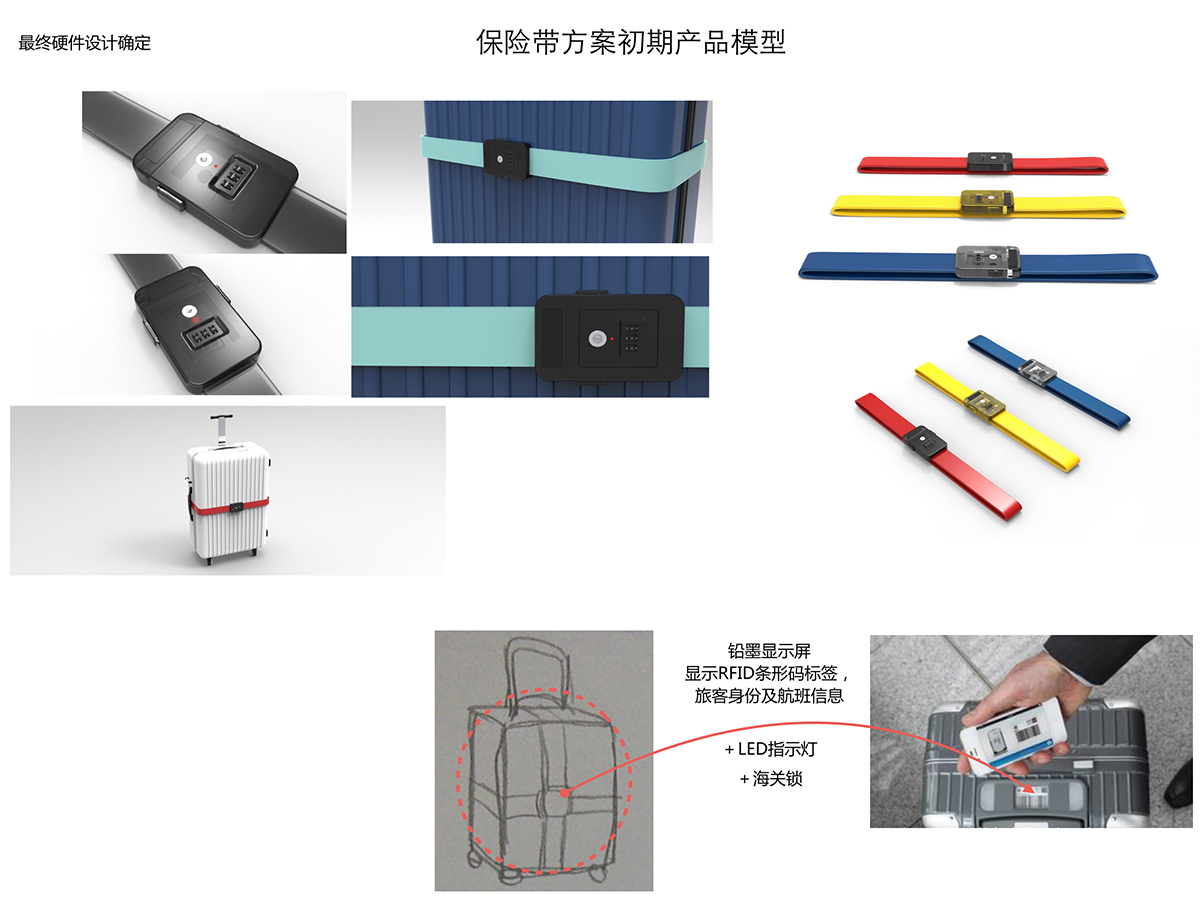 最终硬件设计确定
保险带方案初期产品模型
铅墨显示屏
显示RFID条形码标签，
旅客身份及航班信息
+ LED指示灯
+ 海关锁